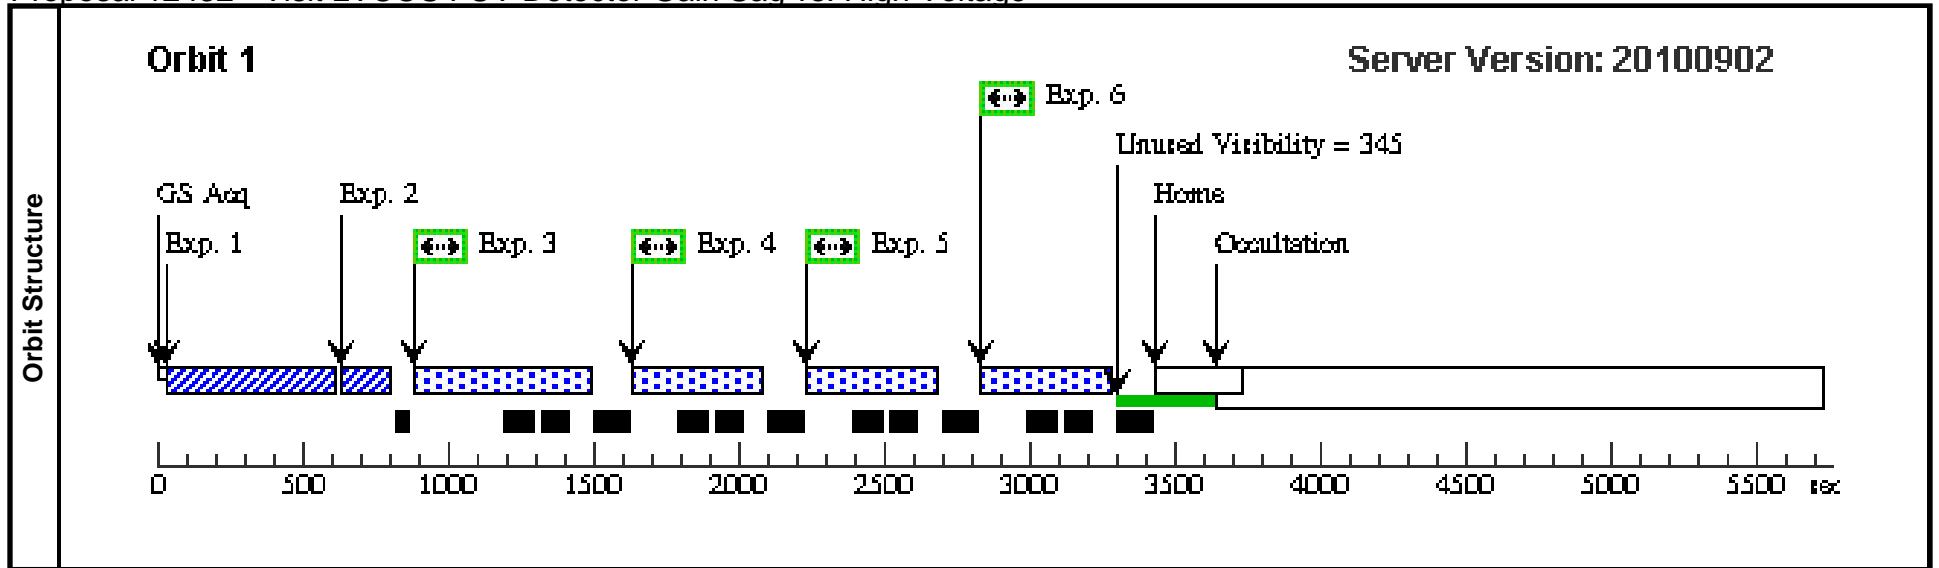 Orbit Structure
Orbit 1
Server Version: 20100902
Exp. 6
Unused Visibility = 345
GS Acq
Exp. 2
Home
Exp. 1
Exp. 3
Exp. 4
Exp. 5
Occultation
0 500 1000 1500 2000 2500 3000 3500 4000 4500 5000 5500 sec